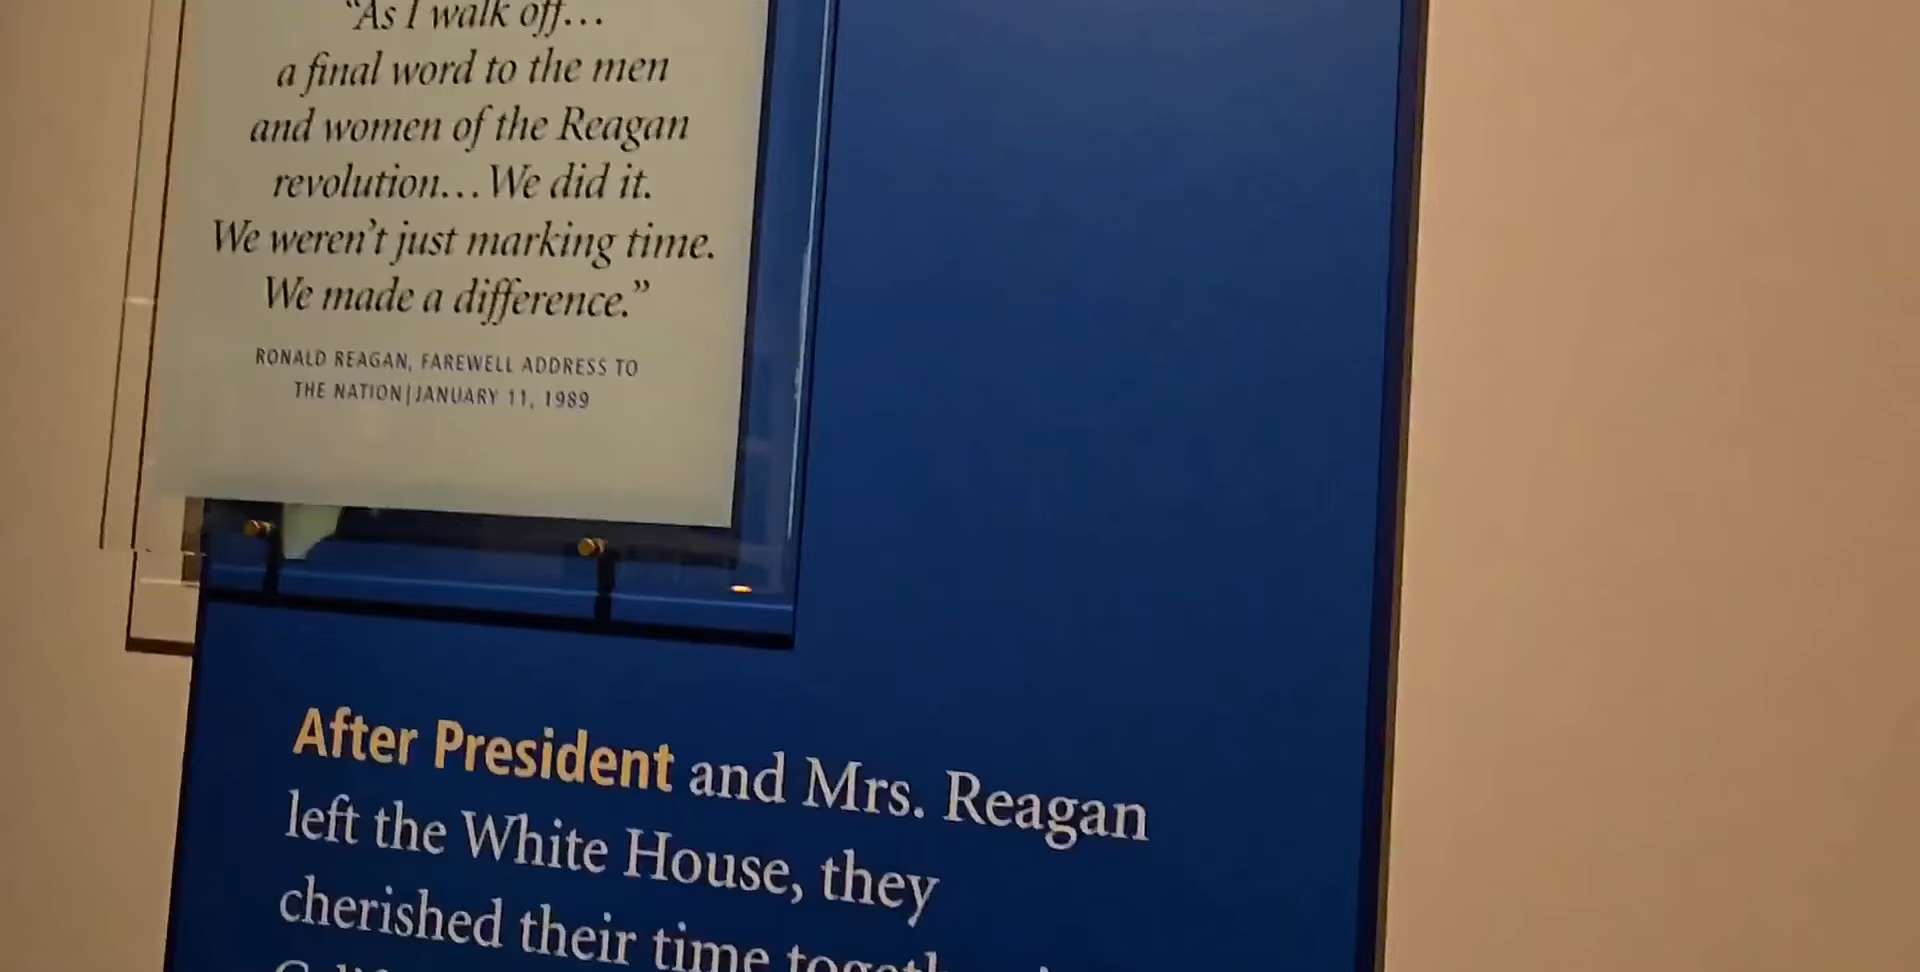 “As I walk off…
a final word to the men
and women of the Reagan
revolution… We did it.
We weren’t just marking time.
We made a difference.”
RONALD REAGAN, FAREWELL ADDRESS TO
THE NATION|JANUARY 11, 1989
After President and Mrs. Reagan
left the White House, they
cherished their time